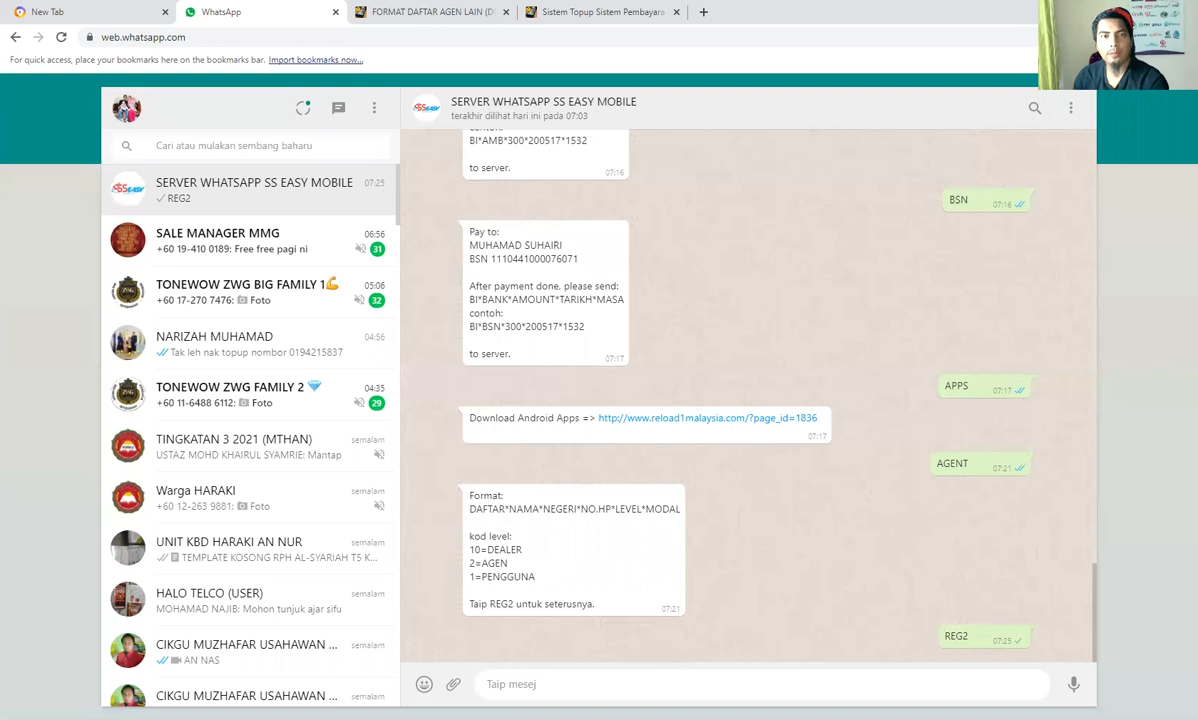 New Tab
WhatsApp
FORMAT DAFTAR AGEN LAIN (D
Sistem Topup Sistem Pembayara
web.whatsapp.com
For quick access, place your bookmarks here on the bookmarks bar. Import bookmarks now...
SERVER WHATSAPP SS EASY MOBILE
terakhir dilihat hari ini pada 07:03
Cari atau mulakan sembang baharu
SERVER WHATSAPP SS EASY MOBILE 07:25
REG2
SALE MANAGER MMG 06:56
+60 19-410 0189: Free free pagi ni 31
TONEWOW ZWG BIG FAMILY 1💪 05:06
+60 17-270 7476: Foto 32
NARIZAH MUHAMAD 04:56
Tak leh nak topup nombor 0194215837
TONEWOW ZWG FAMILY 2 💎 04:35
+60 11-6488 6112: Foto 29
TINGKATAN 3 2021 (MTHAN) semalam
USTAZ MOHD KHAIRUL SYAMRIE: Mantap
Warga HARAKI semalam
+60 12-263 9881: Foto
UNIT KBD HARAKI AN NUR semalam
TEMPLATE KOSONG RPH AL-SYARIAH T5 K...
HALO TELCO (USER) semalam
MOHAMAD NAJIB: Mohon tunjuk ajar sifu
CIKGU MUZHAFAR USAHAWAN ... semalam
AN NAS
CIKGU MUZHAFAR USAHAWAN ... semalam
contoh:
BI*AMB*300*200517*1532
to server.
07:16
BSN 07:16
Pay to:
MUHAMAD SUHAIRI
BSN 1110441000076071
After payment done, please send:
BI*BANK*AMOUNT*TARIKH*MASA
contoh:
BI*BSN*300*200517*1532
to server.
07:17
APPS 07:17
Download Android Apps => http://www.reload1malaysia.com/?page_id=1836
07:17
AGENT 07:21
Format:
DAFTAR*NAMA*NEGERI*NO.HP*LEVEL*MODAL
kod level:
10=DEALER
2=AGEN
1=PENGGUNA
Taip REG2 untuk seterusnya.
07:21
REG2 07:25
Taip mesej